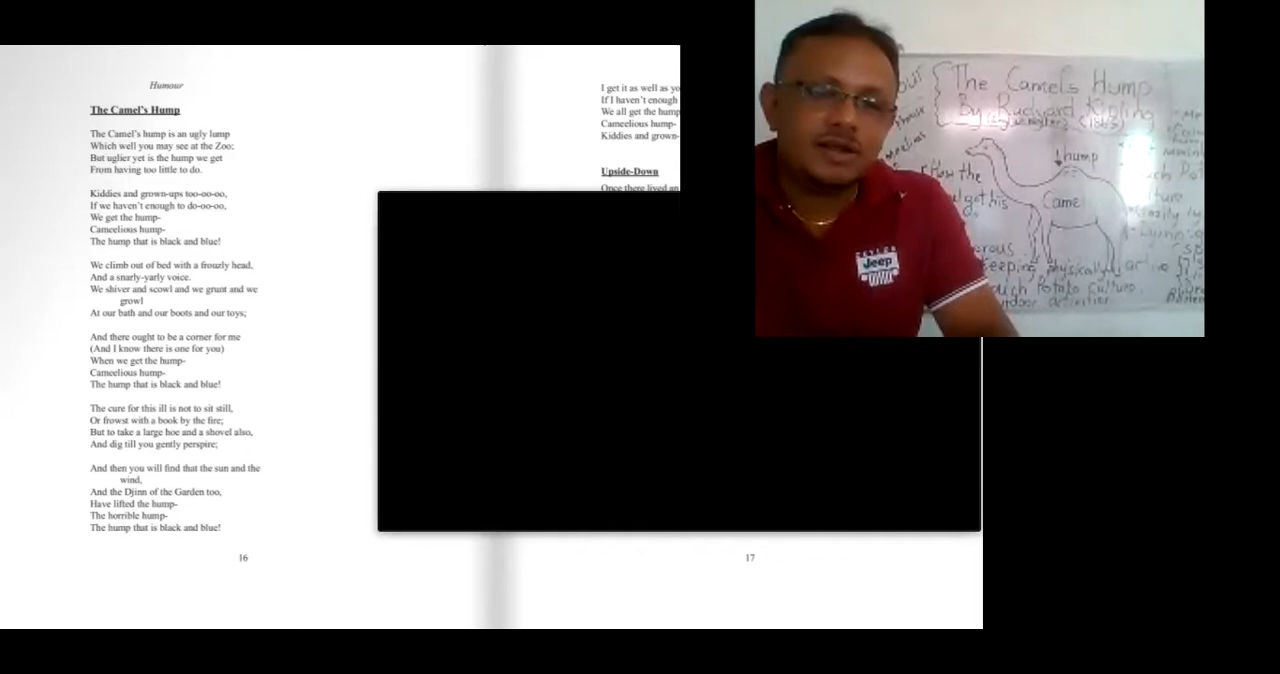 Humour
The Camel's Hump
The Camel's hump is an ugly lump
Which well you may see at the Zoo;
But uglier yet is the hump we get
From having too little to do.
Kiddies and grown-ups too-oo-oo,
If we haven't enough to do-oo-oo,
We get the hump-
Cameelious hump-
The hump that is black and blue!
We climb out of bed with a frouzly head,
And a snarly-yarly voice.
We shiver and scowl and we grunt and we
growl
At our bath and our boots and our toys;
And there ought to be a corner for me
(And I know there is one for you)
When we get the hump-
Cameelious hump-
The hump that is black and blue!
The cure for this ill is not to sit still,
Or frowst with a book by the fire;
But to take a large hoe and a shovel also,
And dig till you gently perspire;
And then you will find that the sun and the
wind,
And the Djinn of the Garden too,
Have lifted the hump-
The horrible hump-
The hump that is black and blue!
16
I get it as well as yo
If I haven't enough
We all get the hump
Cameelious hump-
Kiddies and grown-
Upside-Down
Once there lived an
17
The Camel's Hump
By Rudyard Kipling
hump
How the
Camel
got his
Keeping physically active
Potato Culture
activities
Jeep